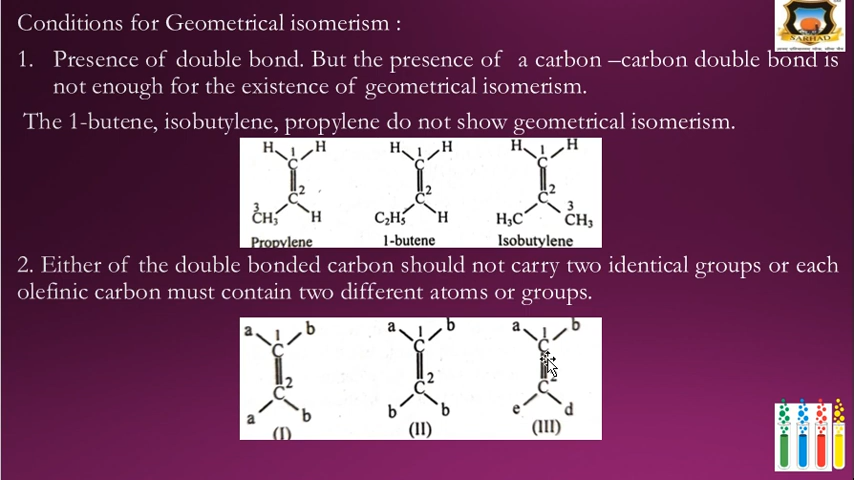 Conditions for Geometrical isomerism :
1. Presence of double bond. But the presence of a carbon –carbon double bond is
not enough for the existence of geometrical isomerism.
The 1-butene, isobutylene, propylene do not show geometrical isomerism.
H 1 H H 1 H H 1 H
C C C
2 2 2
C C C
3 3
CH3 H C2H5 H H3C CH3
Propylene 1-butene Isobutylene
2. Either of the double bonded carbon should not carry two identical groups or each
olefinic carbon must contain two different atoms or groups.
a 1 b a 1 b a 1 b
C C C
2 2 2
C C C
a b b b e d
(I) (II) (III)
SARHAD